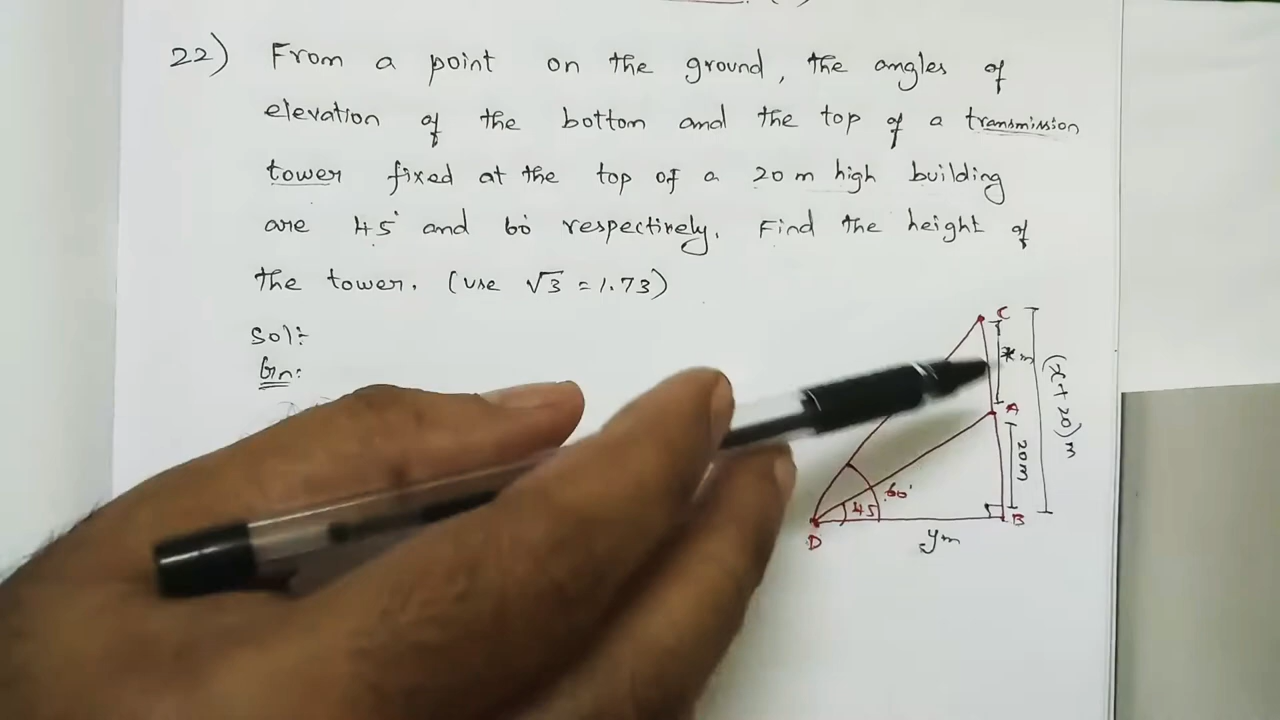 22) From a point on the ground, the angles of
elevation of the bottom and the top of a transmission
tower fixed at the top of a 20 m high building
are 45° and 60° respectively. Find the height of
the tower. (use √3 = 1.73)
Sol:
Gn:
C
x m
(x+20) m
A
20m
60°
45
B
D
y m